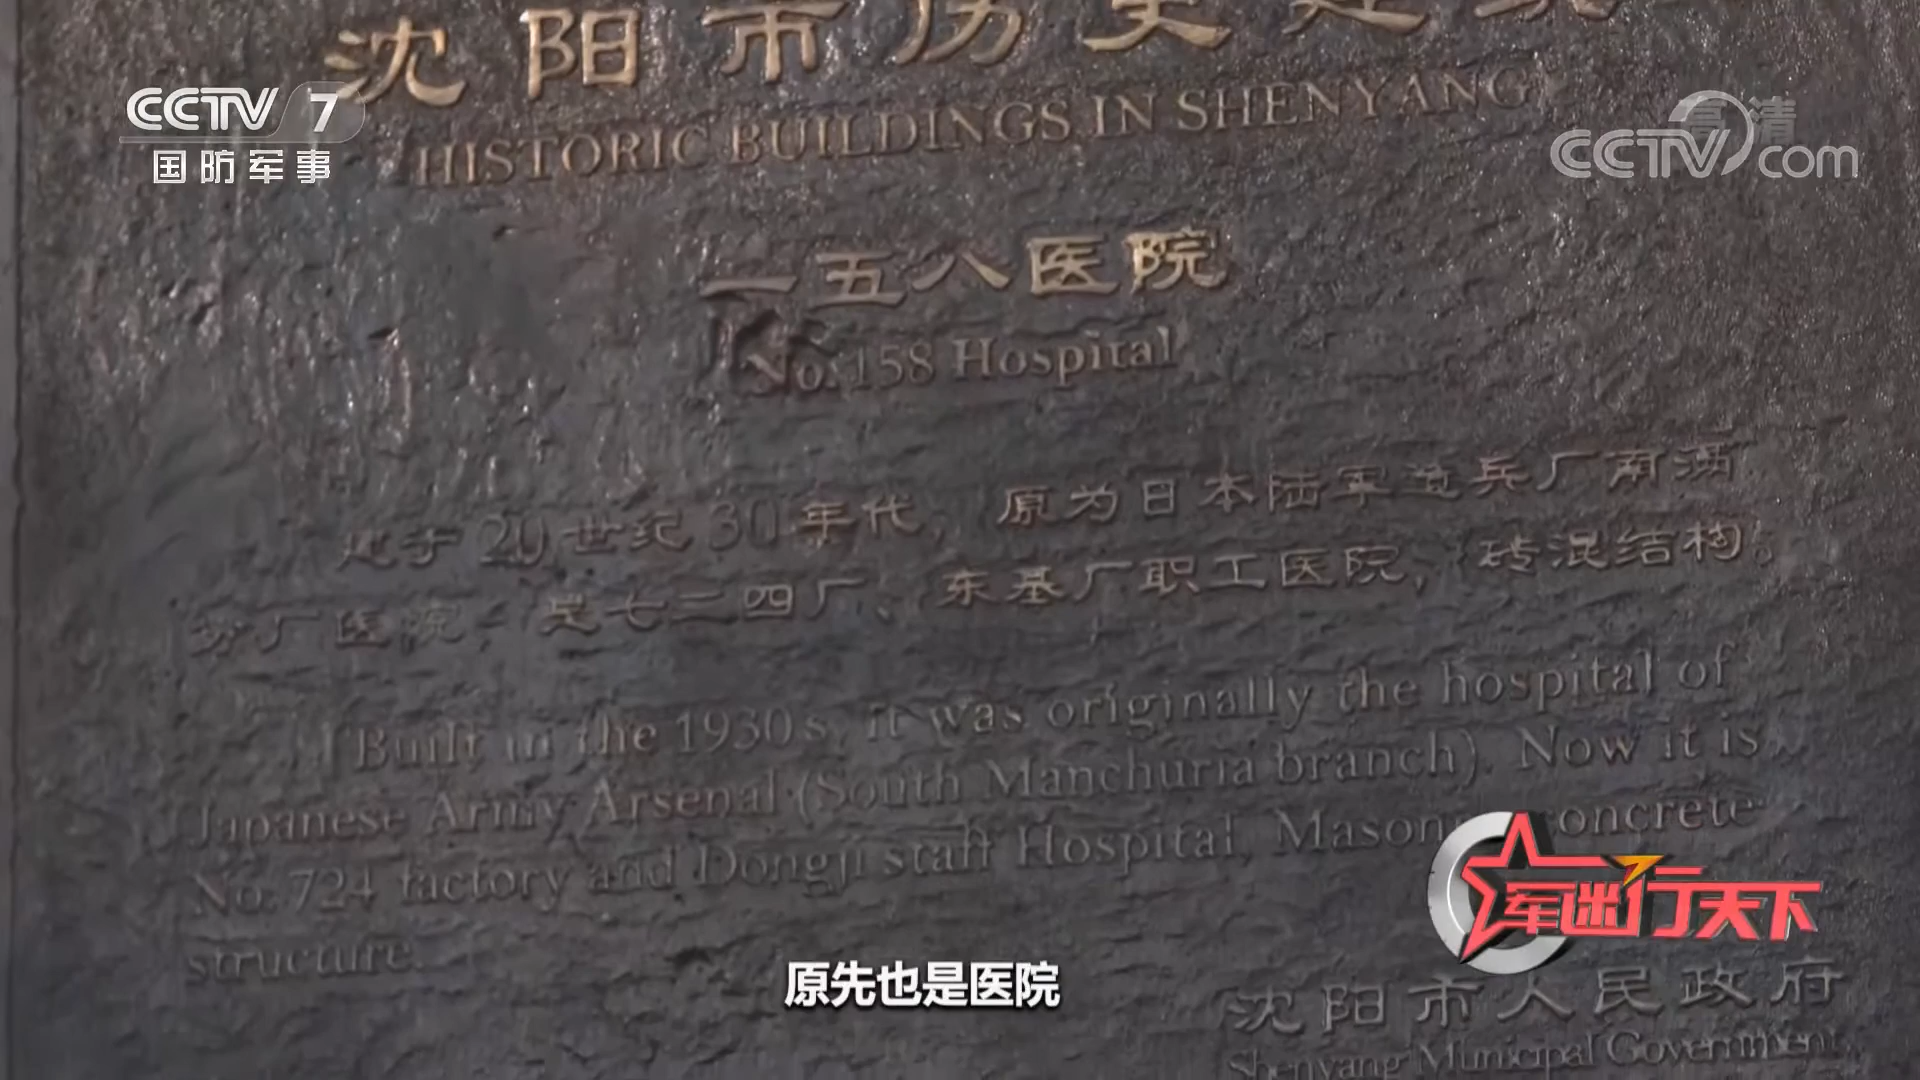 沈阳市历史建筑
HISTORIC BUILDINGS IN SHENYANG
CCTV 7
国防军事
高清
CCTV com
一五八医院
No. 158 Hospital
建于20世纪30年代，原为日本陆军造兵厂南满
分厂医院，是七二四厂、东基厂职工医院，砖混结构。
Built in the 1930s, it was originally the hospital of
Japanese Army Arsenal (South Manchuria branch). Now it is
No. 724 factory and Dongji staff Hospital, Mason concrete
structure.
军迷行天下
原先也是医院
沈阳市人民政府
Shenyang Municipal Government